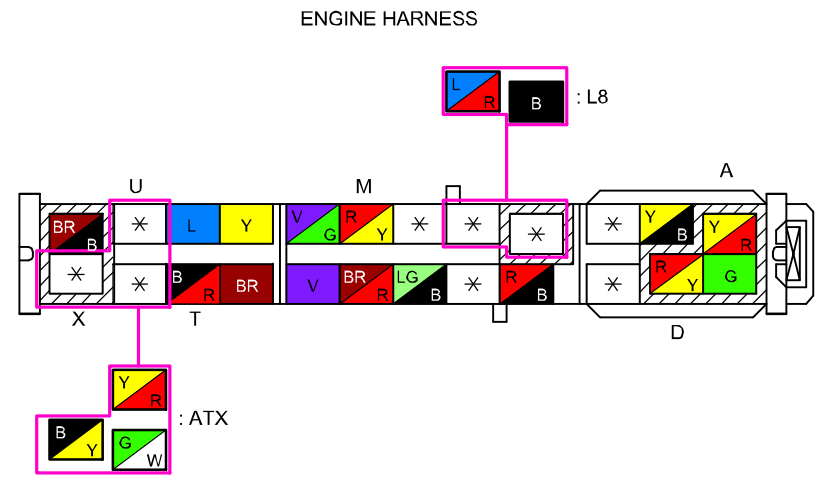 ENGINE HARNESS
L R B : L8
U M A
BR B * L Y V G R Y * * * * Y B Y R
* * B R BR V BR R LG B * R B * R Y G
X T D
Y R
B Y G W : ATX